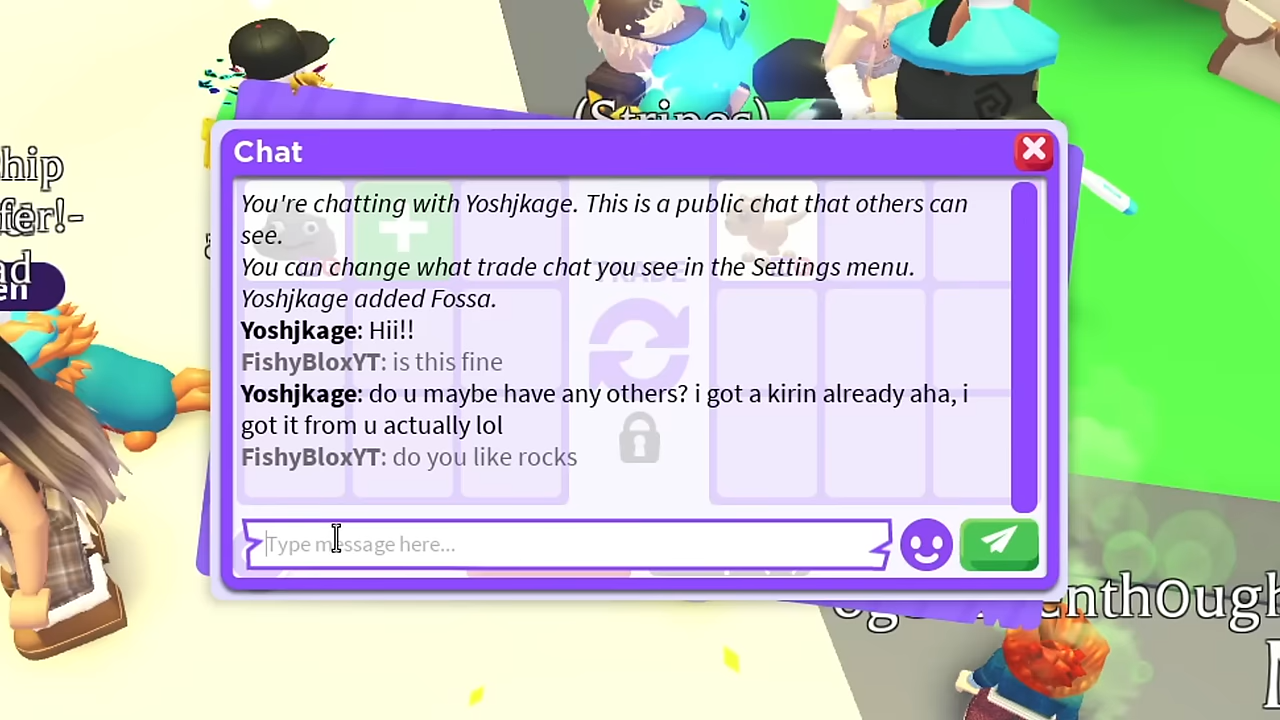 (Stripes)
Chat
You're chatting with Yoshjkage. This is a public chat that others can
see.
You can change what trade chat you see in the Settings menu.
Yoshjkage added Fossa.
Yoshjkage: Hii!!
FishyBloxYT: is this fine
Yoshjkage: do u maybe have any others? i got a kirin already aha, i
got it from u actually lol
FishyBloxYT: do you like rocks
TRADE
Type message here...